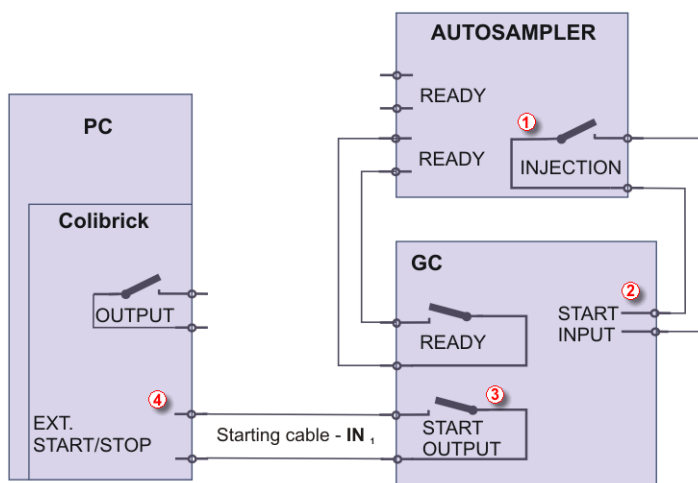 AUTOSAMPLER
READY
READY
1
INJECTION
PC
Colibrick
OUTPUT
4
EXT.
START/STOP
Starting cable - IN 1
GC
READY
2
START
INPUT
3
START
OUTPUT